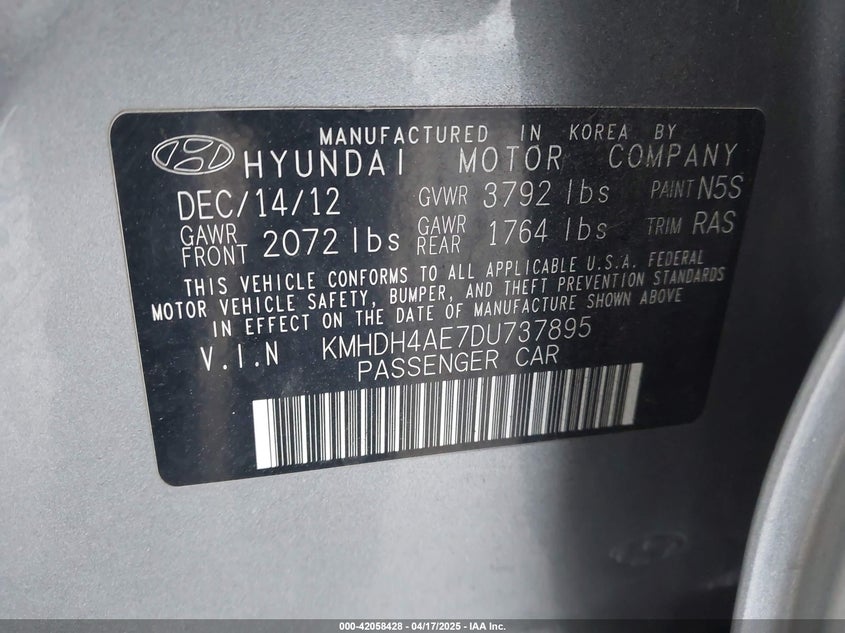 MANUFACTURED IN KOREA BY
HYUNDAI MOTOR COMPANY
DEC/14/12 GVWR 3792 lbs PAINT N5S
GAWR FRONT 2072 lbs GAWR REAR 1764 lbs TRIM RAS
THIS VEHICLE CONFORMS TO ALL APPLICABLE U.S.A. FEDERAL
MOTOR VEHICLE SAFETY, BUMPER, AND THEFT PREVENTION STANDARDS
IN EFFECT ON THE DATE OF MANUFACTURE SHOWN ABOVE
V.I.N KMHDH4AE7DU737895
PASSENGER CAR
000-42058428 - 04/17/2025 - IAA Inc.